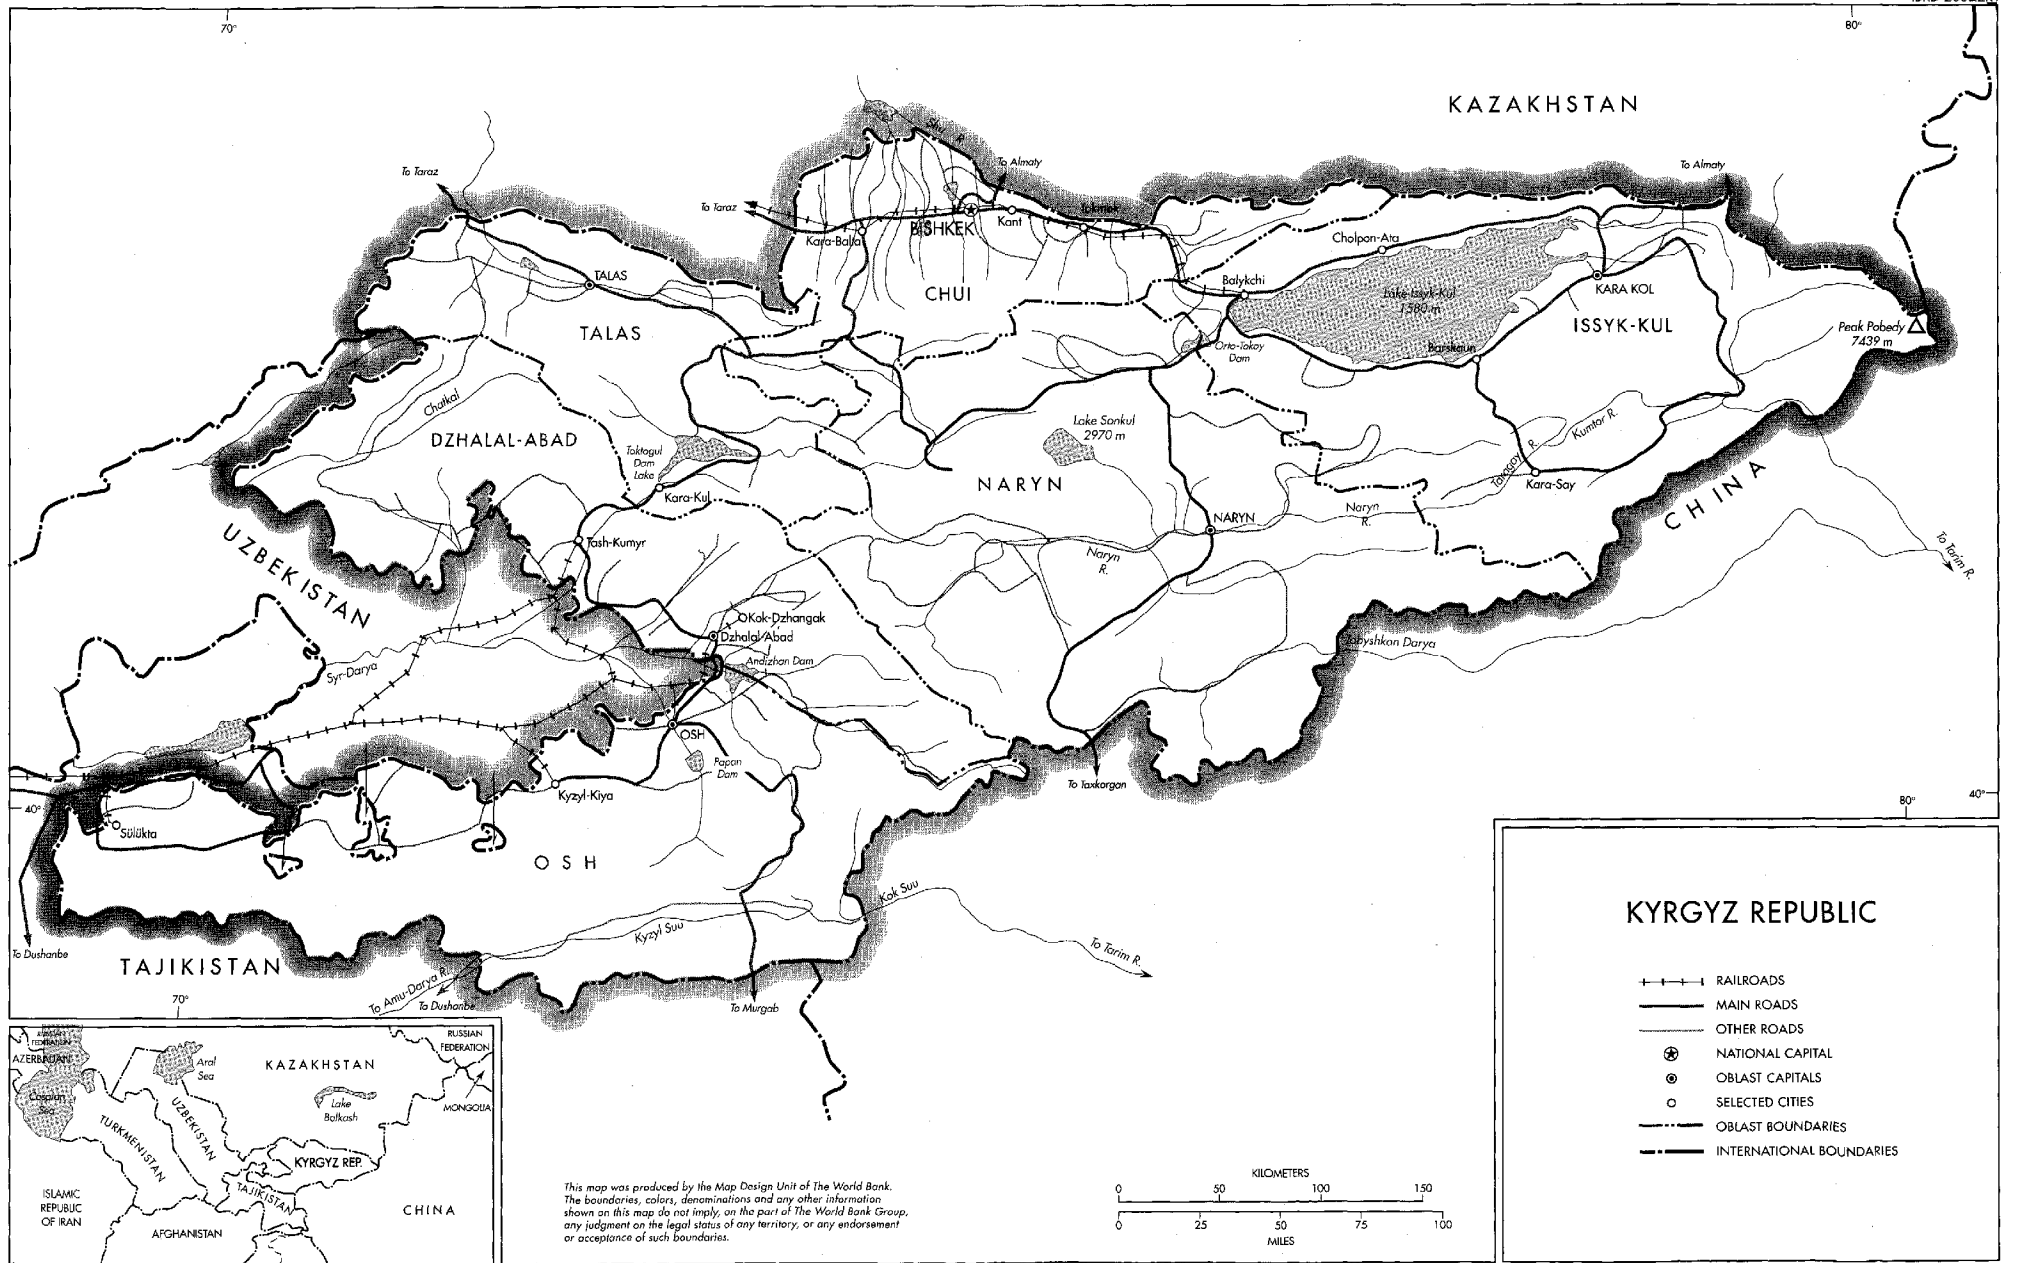 70°
80°
KAZAKHSTAN
Shu R.
To Almaty
To Almaty
To Taraz
To Taraz
Kara-Balta
BISHKEK
Kant
Tokmok
Cholpon-Ata
TALAS
Balykchi
KARA KOL
CHUI
Lake Issyk-Kul
1580 m
ISSYK-KUL
TALAS
Peak Pobedy
7439 m
Orto-Tokoy
Dam
Barskaun
Chatkal
DZHALAL-ABAD
Toktogul
Dam
Lake
Lake Sonkul
2970 m
Kumtor R.
Taragay R.
NARYN
Kara-Say
Kara-Kul
CHINA
NARYN
Naryn
R.
UZBEKISTAN
Tash-Kumyr
Naryn
R.
To Tarim R.
Kok-Dzhangak
Dzhalal-Abad
Andizhan Dam
Syr-Darya
OSH
Papan
Dam
To Taxkorgan
Kyzyl-Kiya
40°
80°
40°
Sülükta
OSH
Kok Suu
Kyzyl Suu
To Tarim R.
To Dushanbe
TAJIKISTAN
To Amu-Darya R.
To Dushanbe
To Murgab
70°
KYRGYZ REPUBLIC
RAILROADS
MAIN ROADS
OTHER ROADS
NATIONAL CAPITAL
OBLAST CAPITALS
SELECTED CITIES
OBLAST BOUNDARIES
INTERNATIONAL BOUNDARIES
FEDERATION
RUSSIAN
FEDERATION
AZERBAIJAN
Aral
Sea
KAZAKHSTAN
Caspian
Sea
Lake
Balkash
MONGOLIA
UZBEKISTAN
TURKMENISTAN
KYRGYZ REP.
TAJIKISTAN
ISLAMIC
REPUBLIC
OF IRAN
CHINA
AFGHANISTAN
This map was produced by the Map Design Unit of The World Bank.
The boundaries, colors, denominations and any other information
shown on this map do not imply, on the part of The World Bank Group,
any judgment on the legal status of any territory, or any endorsement
or acceptance of such boundaries.
KILOMETERS
0 50 100 150
0 25 50 75 100
MILES